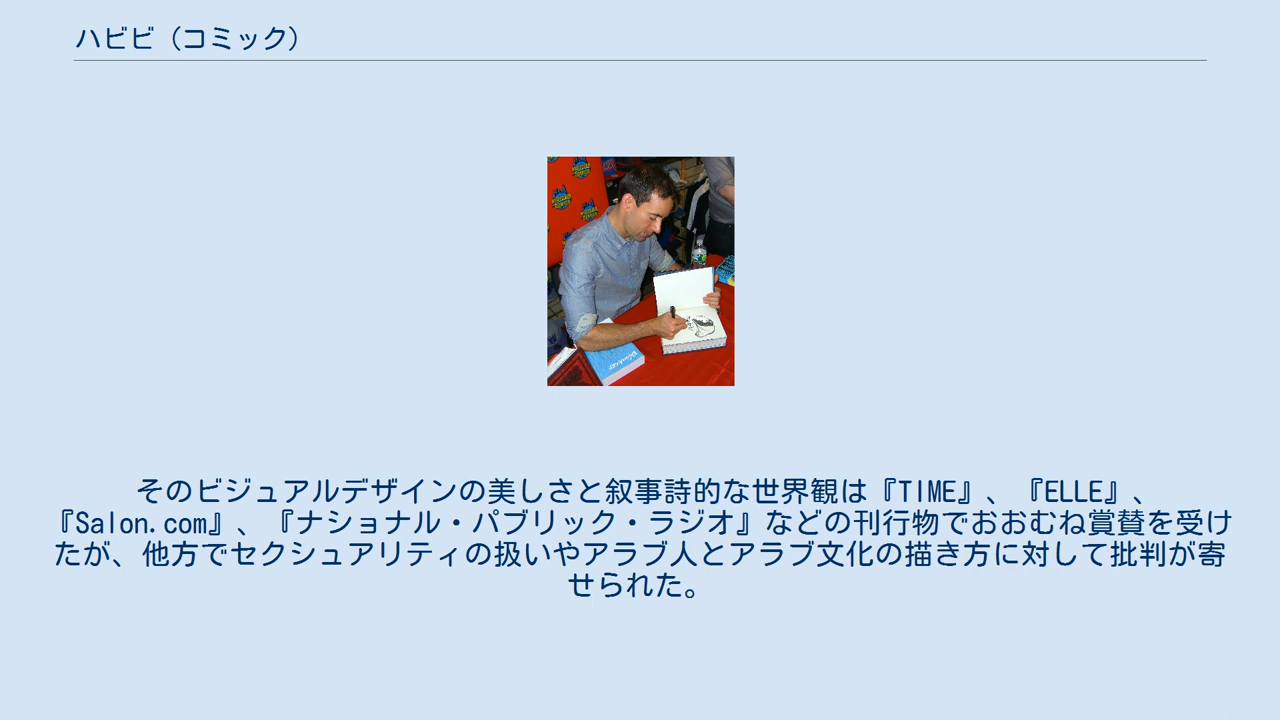 ハビビ（コミック）
そのビジュアルデザインの美しさと叙事詩的な世界観は『TIME』、『ELLE』、
『Salon.com』、『ナショナル・パブリック・ラジオ』などの刊行物でおおむね賞賛を受け
たが、他方でセクシュアリティの扱いやアラブ人とアラブ文化の描き方に対して批判が寄
せられた。